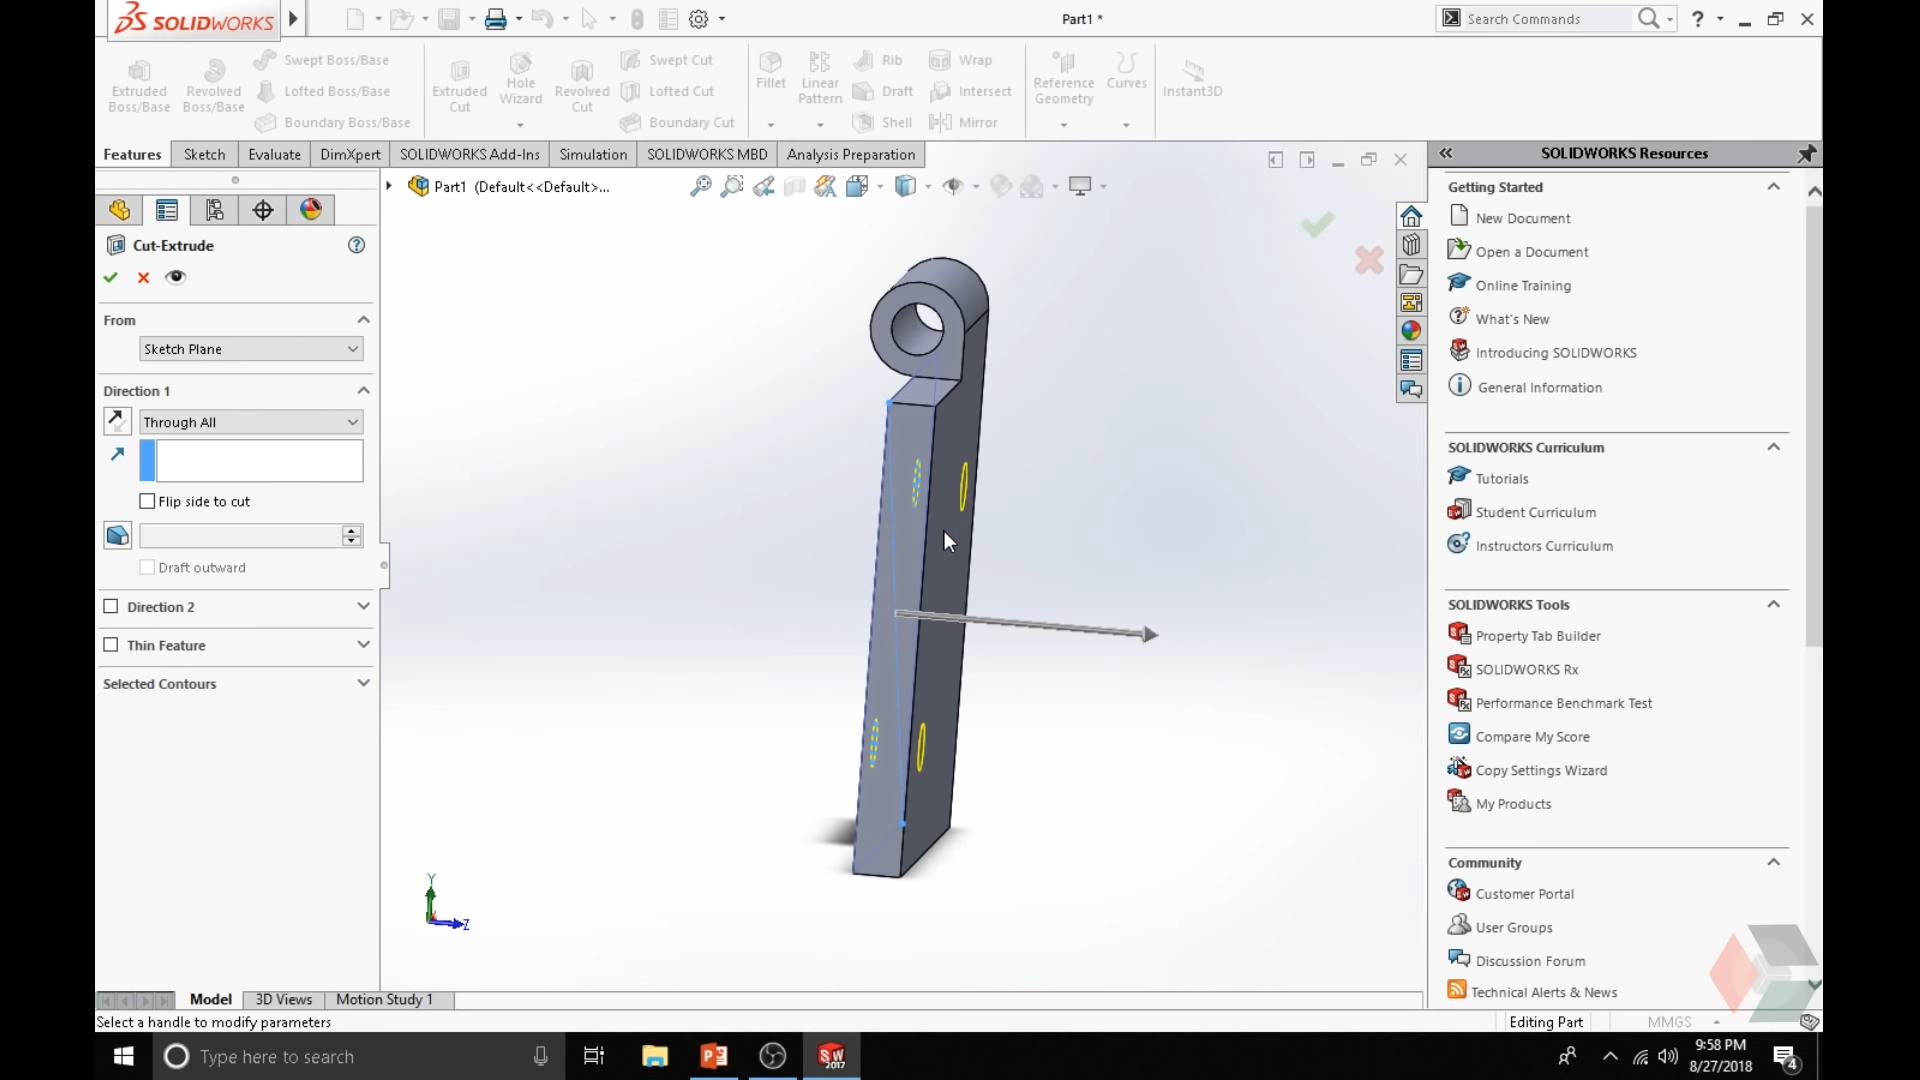 SOLIDWORKS
Part1 *
Search Commands
?
Extruded Boss/Base
Revolved Boss/Base
Swept Boss/Base
Lofted Boss/Base
Boundary Boss/Base
Extruded Cut
Hole Wizard
Revolved Cut
Swept Cut
Lofted Cut
Boundary Cut
Fillet
Linear Pattern
Rib
Draft
Shell
Wrap
Intersect
Mirror
Reference Geometry
Curves
Instant3D
Features
Sketch
Evaluate
DimXpert
SOLIDWORKS Add-Ins
Simulation
SOLIDWORKS MBD
Analysis Preparation
Part1 (Default<<Default>...
Cut-Extrude
From
Sketch Plane
Direction 1
Through All
Flip side to cut
Draft outward
Direction 2
Thin Feature
Selected Contours
Y
Z
SOLIDWORKS Resources
Getting Started
New Document
Open a Document
Online Training
What's New
Introducing SOLIDWORKS
General Information
SOLIDWORKS Curriculum
Tutorials
Student Curriculum
Instructors Curriculum
SOLIDWORKS Tools
Property Tab Builder
SOLIDWORKS Rx
Performance Benchmark Test
Compare My Score
Copy Settings Wizard
My Products
Community
Customer Portal
User Groups
Discussion Forum
Technical Alerts & News
Model
3D Views
Motion Study 1
Select a handle to modify parameters
Editing Part
MMGS
Type here to search
SW
2017
9:58 PM
8/27/2018
4